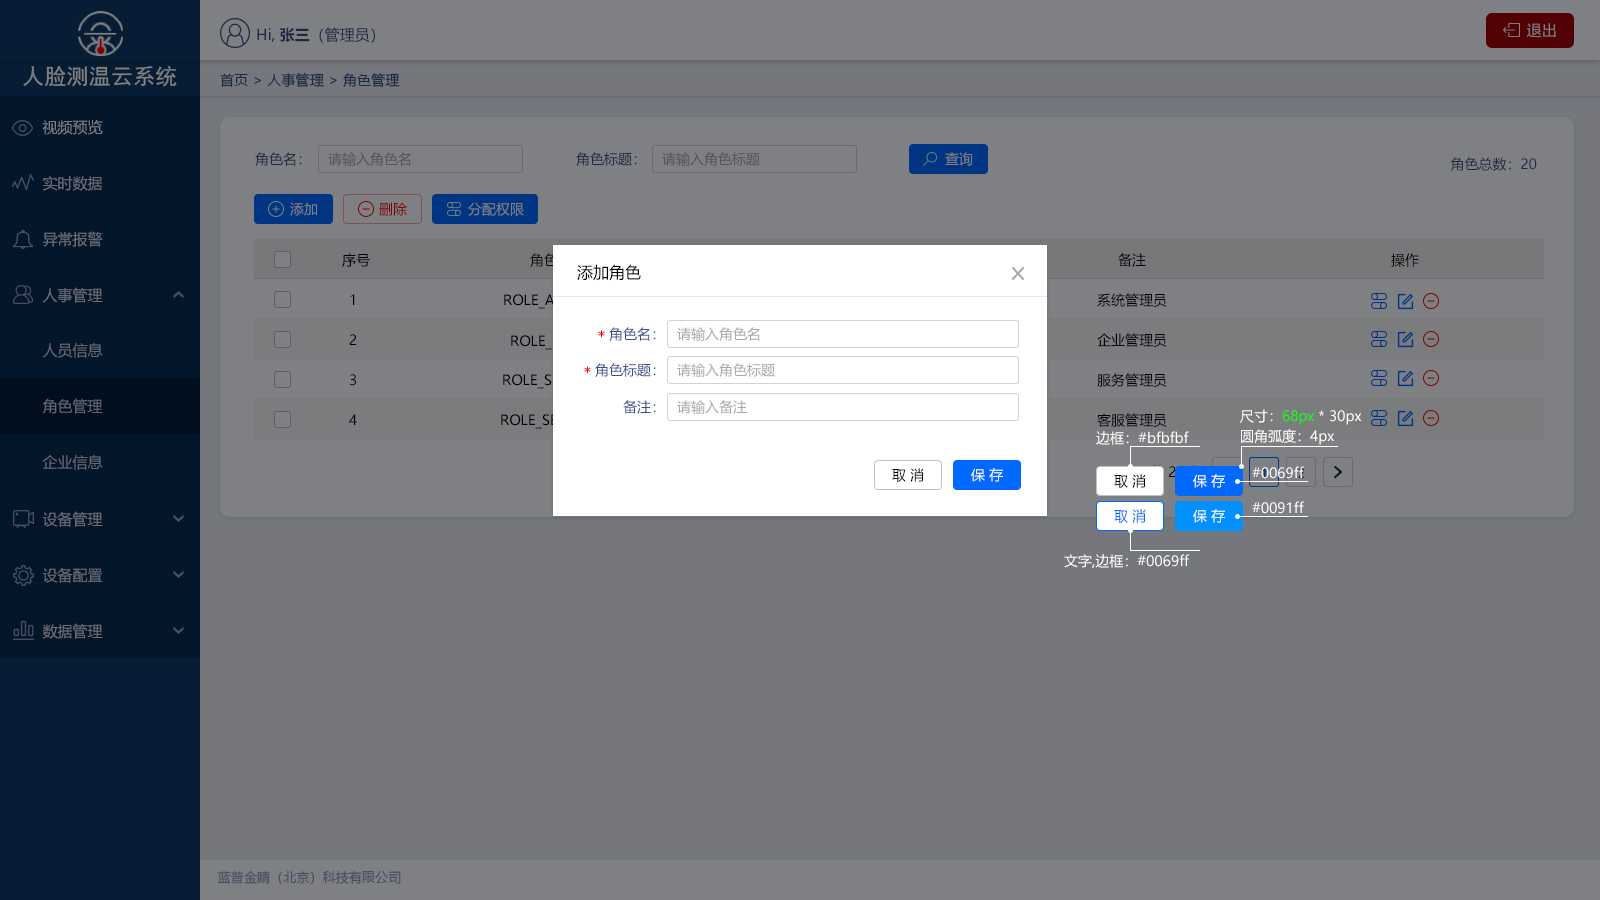 人脸测温云系统
Hi, 张三（管理员）
退出
首页 > 人事管理 > 角色管理
视频预览
实时数据
异常报警
人事管理
人员信息
角色管理
企业信息
设备管理
设备配置
数据管理
角色名： 请输入角色名 角色标题： 请输入角色标题 查询 角色总数：20
添加 删除 分配权限
序号 角色 备注 操作
1 ROLE_A 系统管理员
2 ROLE_ 企业管理员
3 ROLE_S 服务管理员
4 ROLE_SE 客服管理员
添加角色
* 角色名： 请输入角色名
* 角色标题： 请输入角色标题
备注： 请输入备注
取 消 保 存
尺寸：68px * 30px
边框：#bfbfbf 圆角弧度：4px
取 消 保 存 #0069ff
取 消 保 存 #0091ff
文字,边框：#0069ff
蓝普金睛（北京）科技有限公司